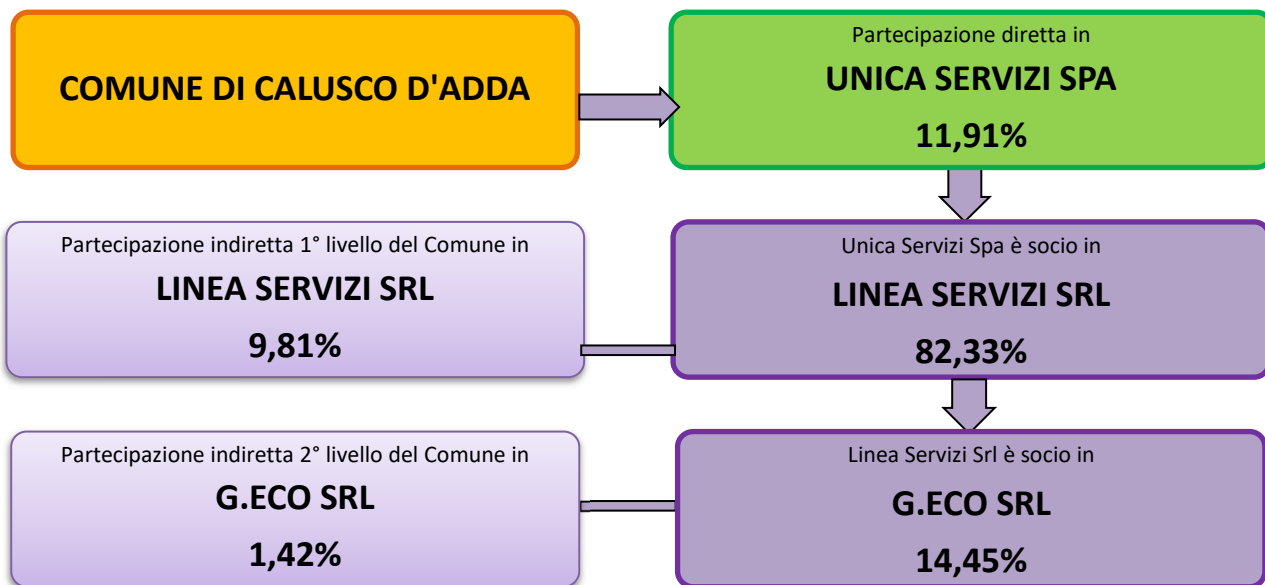 COMUNE DI CALUSCO D'ADDA
Partecipazione diretta in
UNICA SERVIZI SPA
11,91%
Partecipazione indiretta 1° livello del Comune in
LINEA SERVIZI SRL
9,81%
Unica Servizi Spa è socio in
LINEA SERVIZI SRL
82,33%
Partecipazione indiretta 2° livello del Comune in
G.ECO SRL
1,42%
Linea Servizi Srl è socio in
G.ECO SRL
14,45%